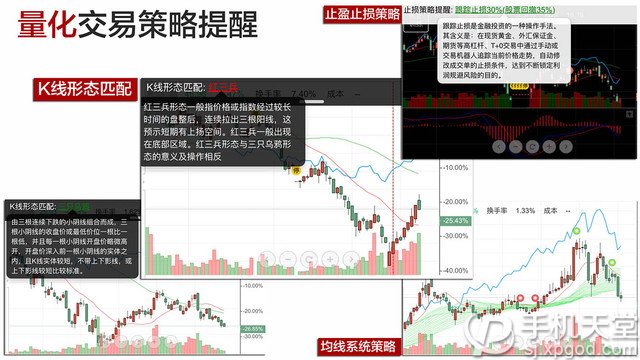 量化交易策略提醒
止盈止损策略
止损策略提醒: 跟踪止损30%(股票回撤35%)
跟踪止损是金融投资的一种操作手法。
其含义是: 在现货黄金、外汇保证金、
期货等高杠杆、T+0交易中通过手动或
交易机器人追踪当前价格走势，自动修
改成交单的止损条件，达到不断锁定利
润规避风险的目的。
K线形态匹配
K线形态匹配: 红三兵
换手率 7.40% 成本 --
红三兵形态一般指价格或指数经过较长
时间的盘整后，连续拉出三根阳线，这
预示短期有上扬空间。红三兵一般出现
在底部区域。红三兵形态与三只乌鸦形
态的意义及操作相反
-10.00%
-20.00%
-25.43%
-30.00%
-40.00%
K线形态匹配: 三只乌鸦
由三根连续下跌的小阴线组合而成，三
根小阴线的收盘价或最低价位一根比一
根低，并且每一根小阴线开盘价略微高
开，开盘价深入前一根小阴线的实体之
内，且K线实体较短，不带上下影线，或
上下影线较短比较标准。
-26.85%
换手率 1.33% 成本 --
均线系统策略
手机天堂
sjxpgod.com